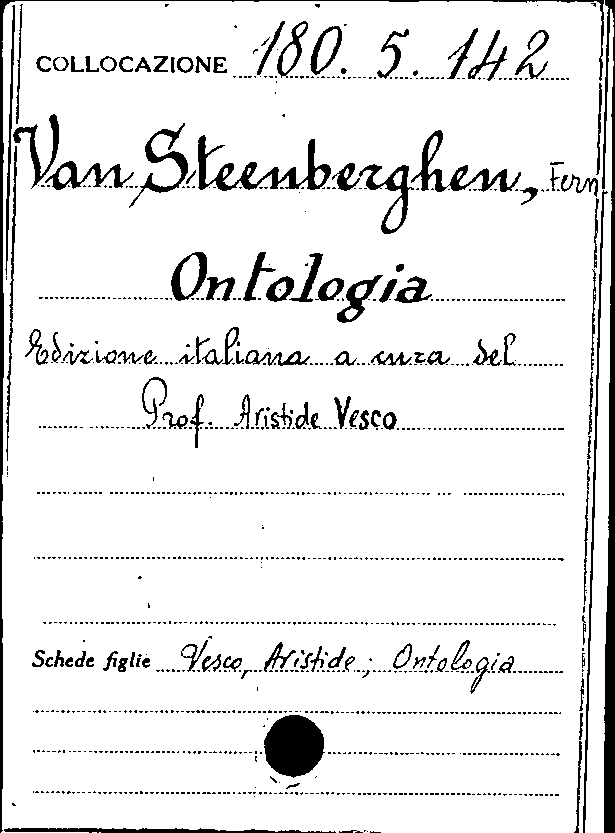 COLLOCAZIONE 180. 5. 142
Van Steenberghen, Fern.
Ontologia
Edizione italiana a cura del
Prof. Aristide Vesco
Schede figlie Vesco, Aristide; Ontologia